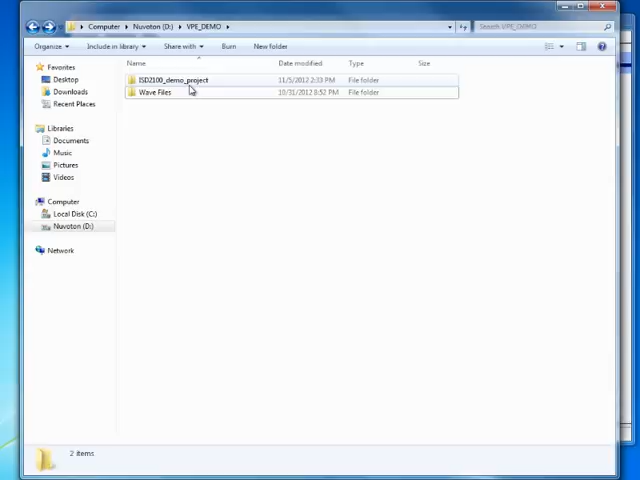 Computer Nuvoton (D:) VPE_DEMO
Search VPE_DEMO
Organize Include in library Share with Burn New folder
Name Date modified Type Size
ISD2100_demo_project 11/5/2012 2:33 PM File folder
Wave Files 10/31/2012 8:52 PM File folder
Favorites
Desktop
Downloads
Recent Places
Libraries
Documents
Music
Pictures
Videos
Computer
Local Disk (C:)
Nuvoton (D:)
Network
2 items